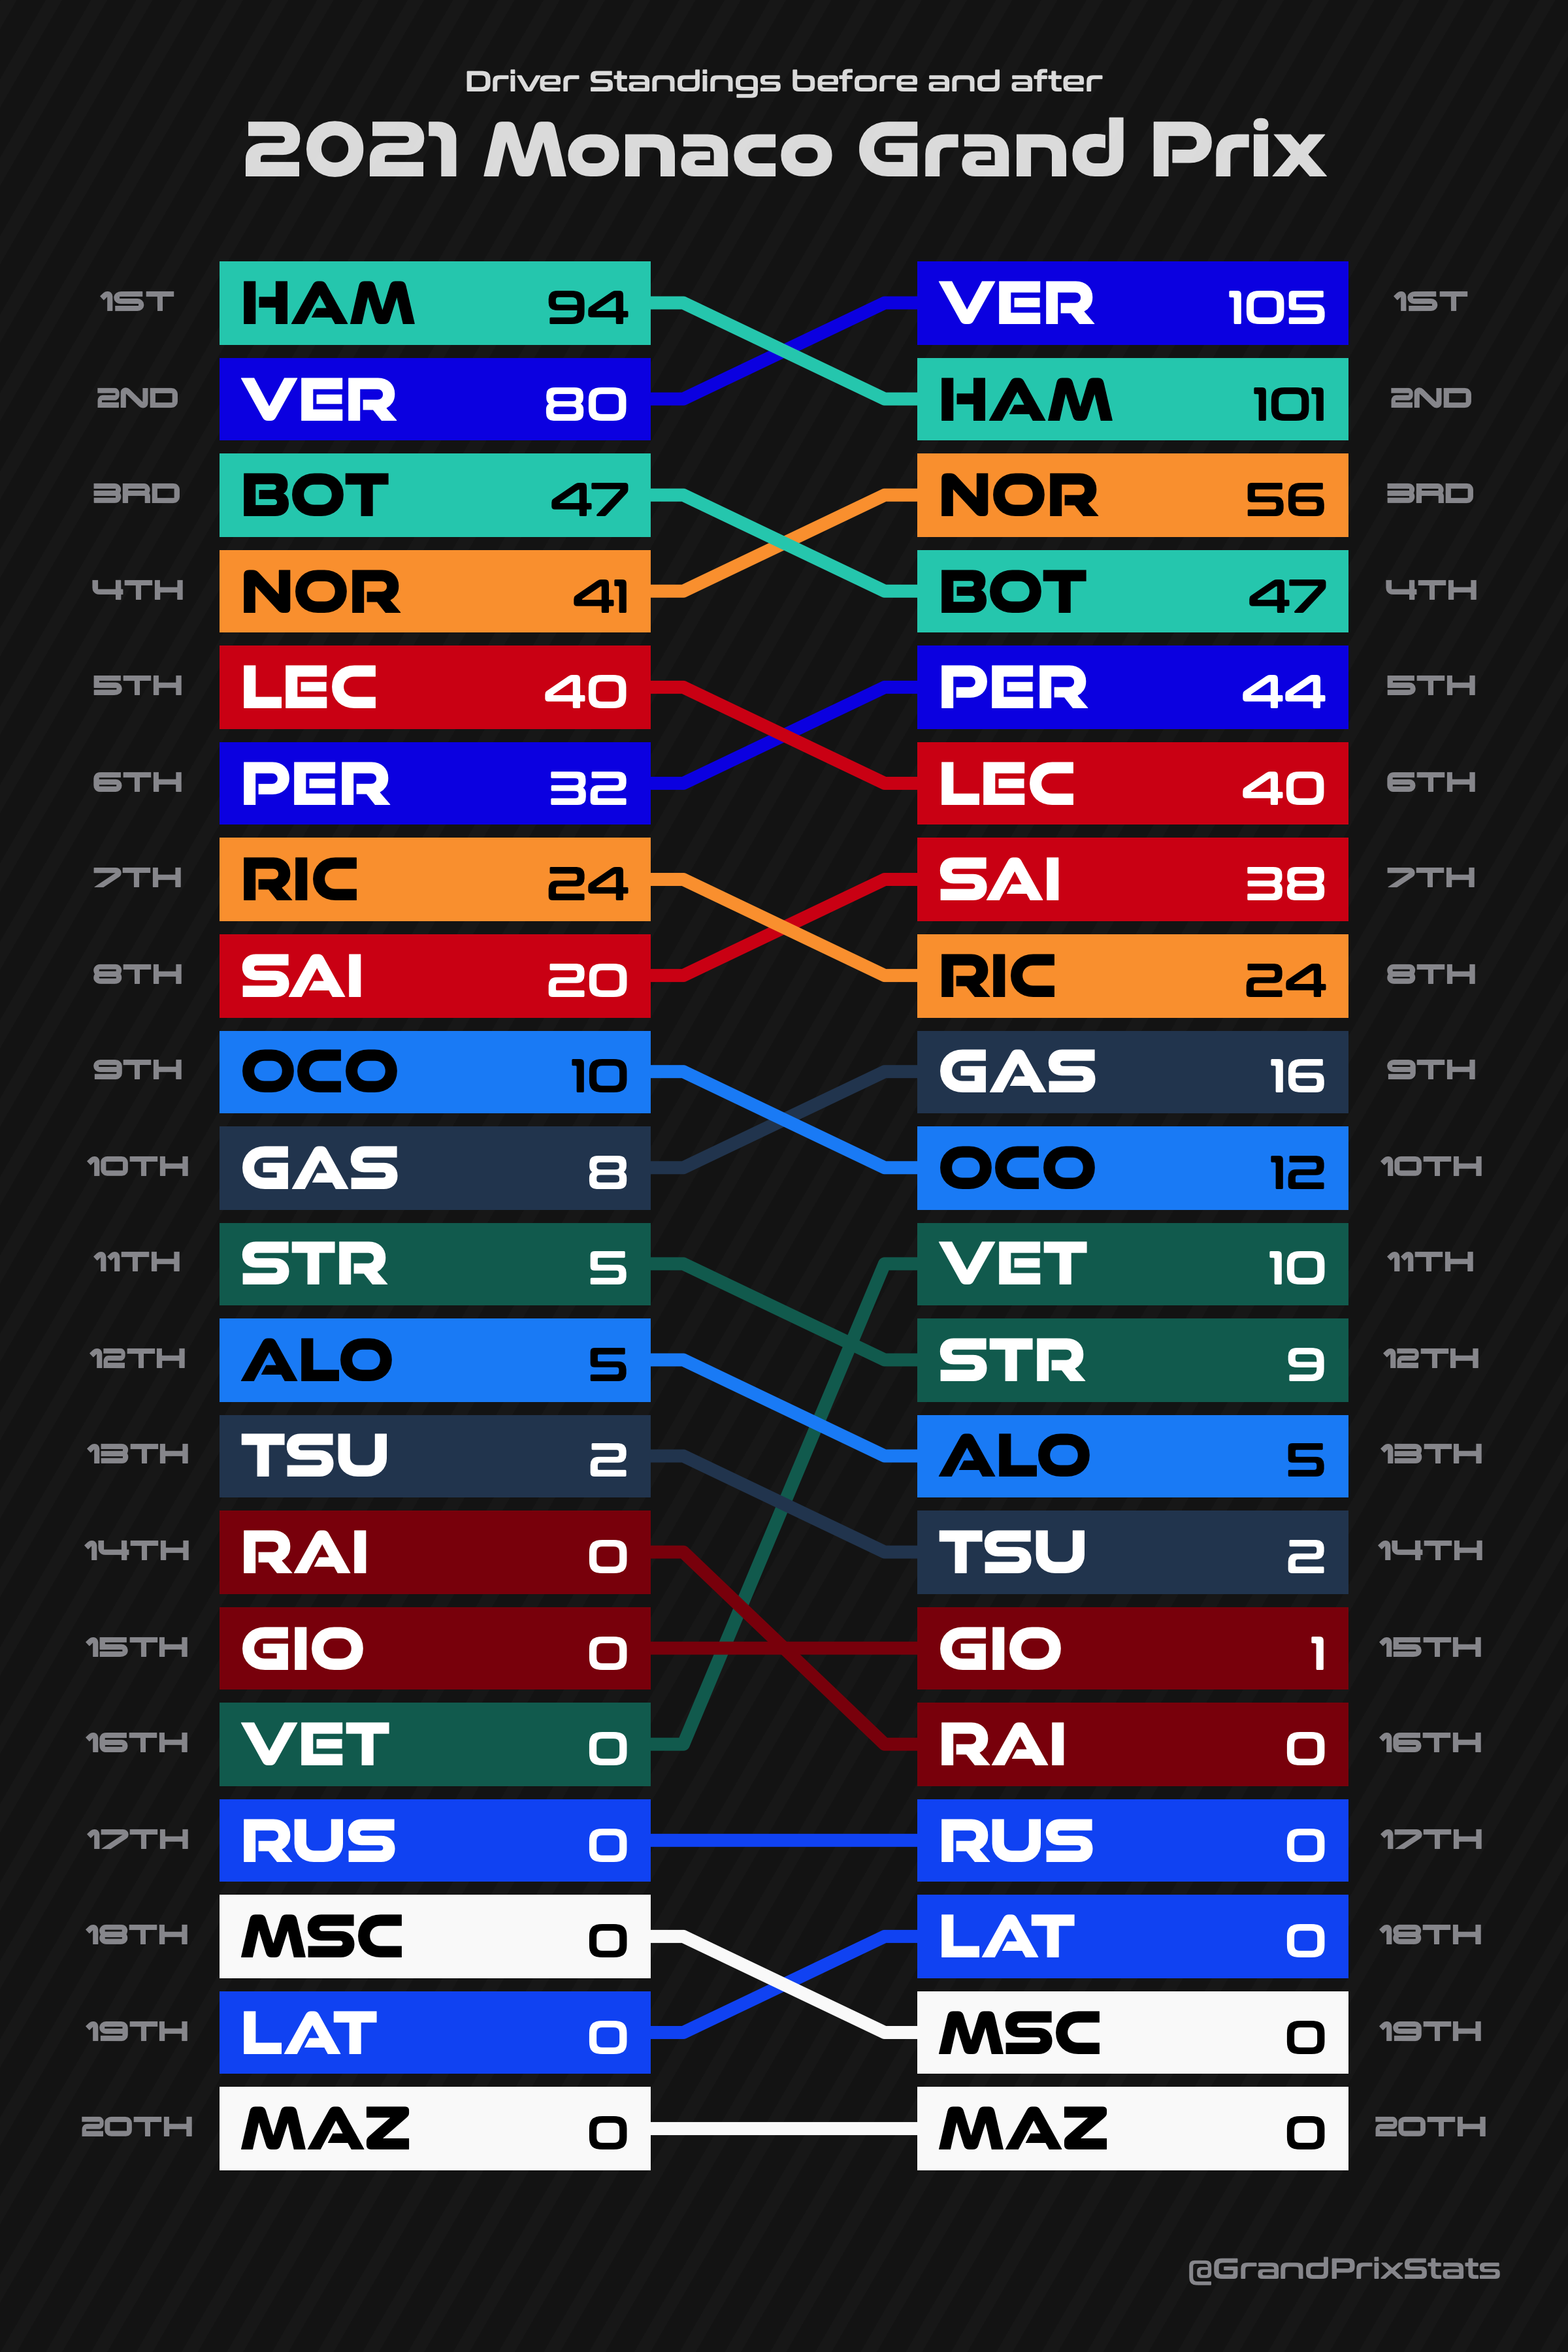 Driver Standings before and after
2021 Monaco Grand Prix
1ST HAM 94 VER 105 1ST
2ND VER 80 HAM 101 2ND
3RD BOT 47 NOR 56 3RD
4TH NOR 41 BOT 47 4TH
5TH LEC 40 PER 44 5TH
6TH PER 32 LEC 40 6TH
7TH RIC 24 SAI 38 7TH
8TH SAI 20 RIC 24 8TH
9TH OCO 10 GAS 16 9TH
10TH GAS 8 OCO 12 10TH
11TH STR 5 VET 10 11TH
12TH ALO 5 STR 9 12TH
13TH TSU 2 ALO 5 13TH
14TH RAI 0 TSU 2 14TH
15TH GIO 0 GIO 1 15TH
16TH VET 0 RAI 0 16TH
17TH RUS 0 RUS 0 17TH
18TH MSC 0 LAT 0 18TH
19TH LAT 0 MSC 0 19TH
20TH MAZ 0 MAZ 0 20TH
@GrandPrixStats